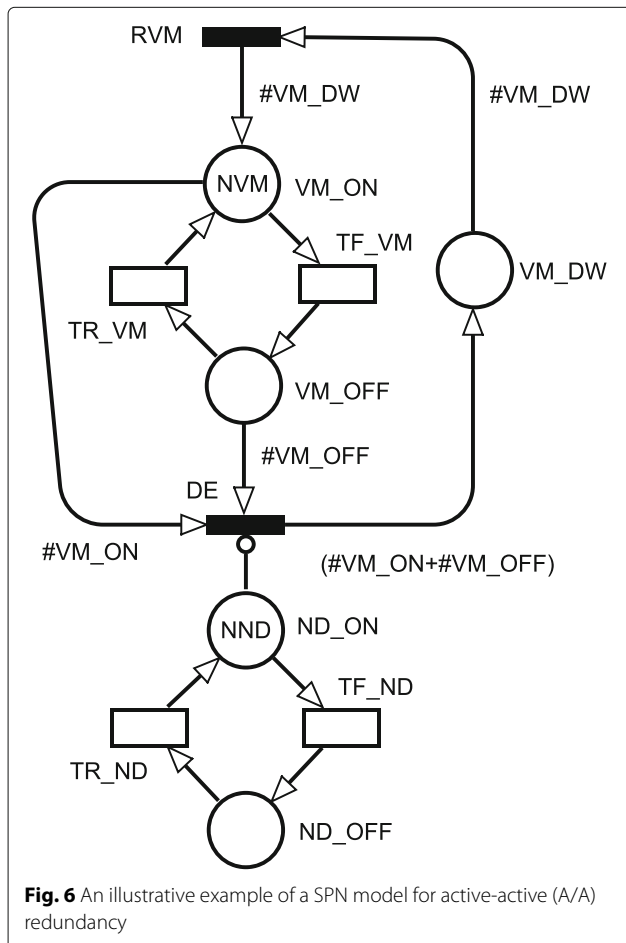 RVM
#VM_DW
#VM_DW
NVM
VM_ON
TF_VM
VM_DW
TR_VM
VM_OFF
#VM_OFF
DE
#VM_ON
(#VM_ON+#VM_OFF)
NND
ND_ON
TF_ND
TR_ND
ND_OFF
Fig. 6 An illustrative example of a SPN model for active-active (A/A)
redundancy